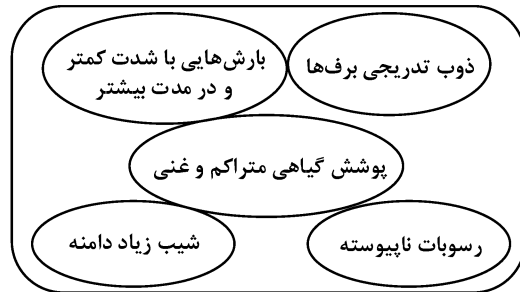 ذوب تدریجی برف‌ها
بارش‌هایی با شدت کمتر
و در مدت بیشتر
پوشش گیاهی متراکم و غنی
رسوبات ناپیوسته
شیب زیاد دامنه